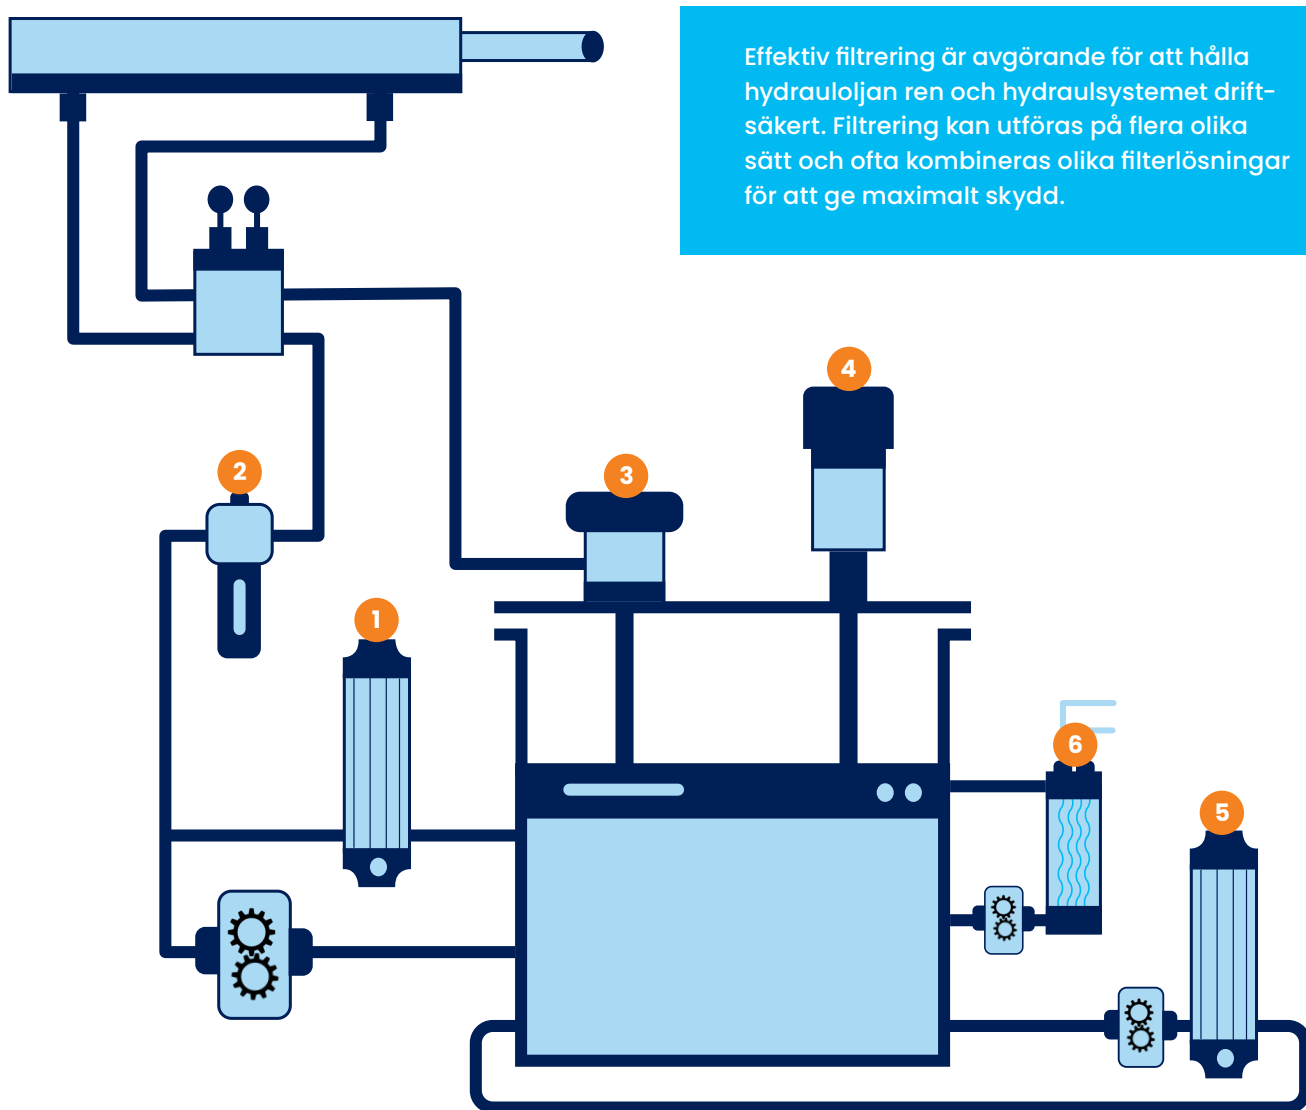 Effektiv filtrering är avgörande för att hålla
hydrauloljan ren och hydraulsystemet drift-
säkert. Filtrering kan utföras på flera olika
sätt och ofta kombineras olika filterlösningar
för att ge maximalt skydd.
4
2
3
1
6
5